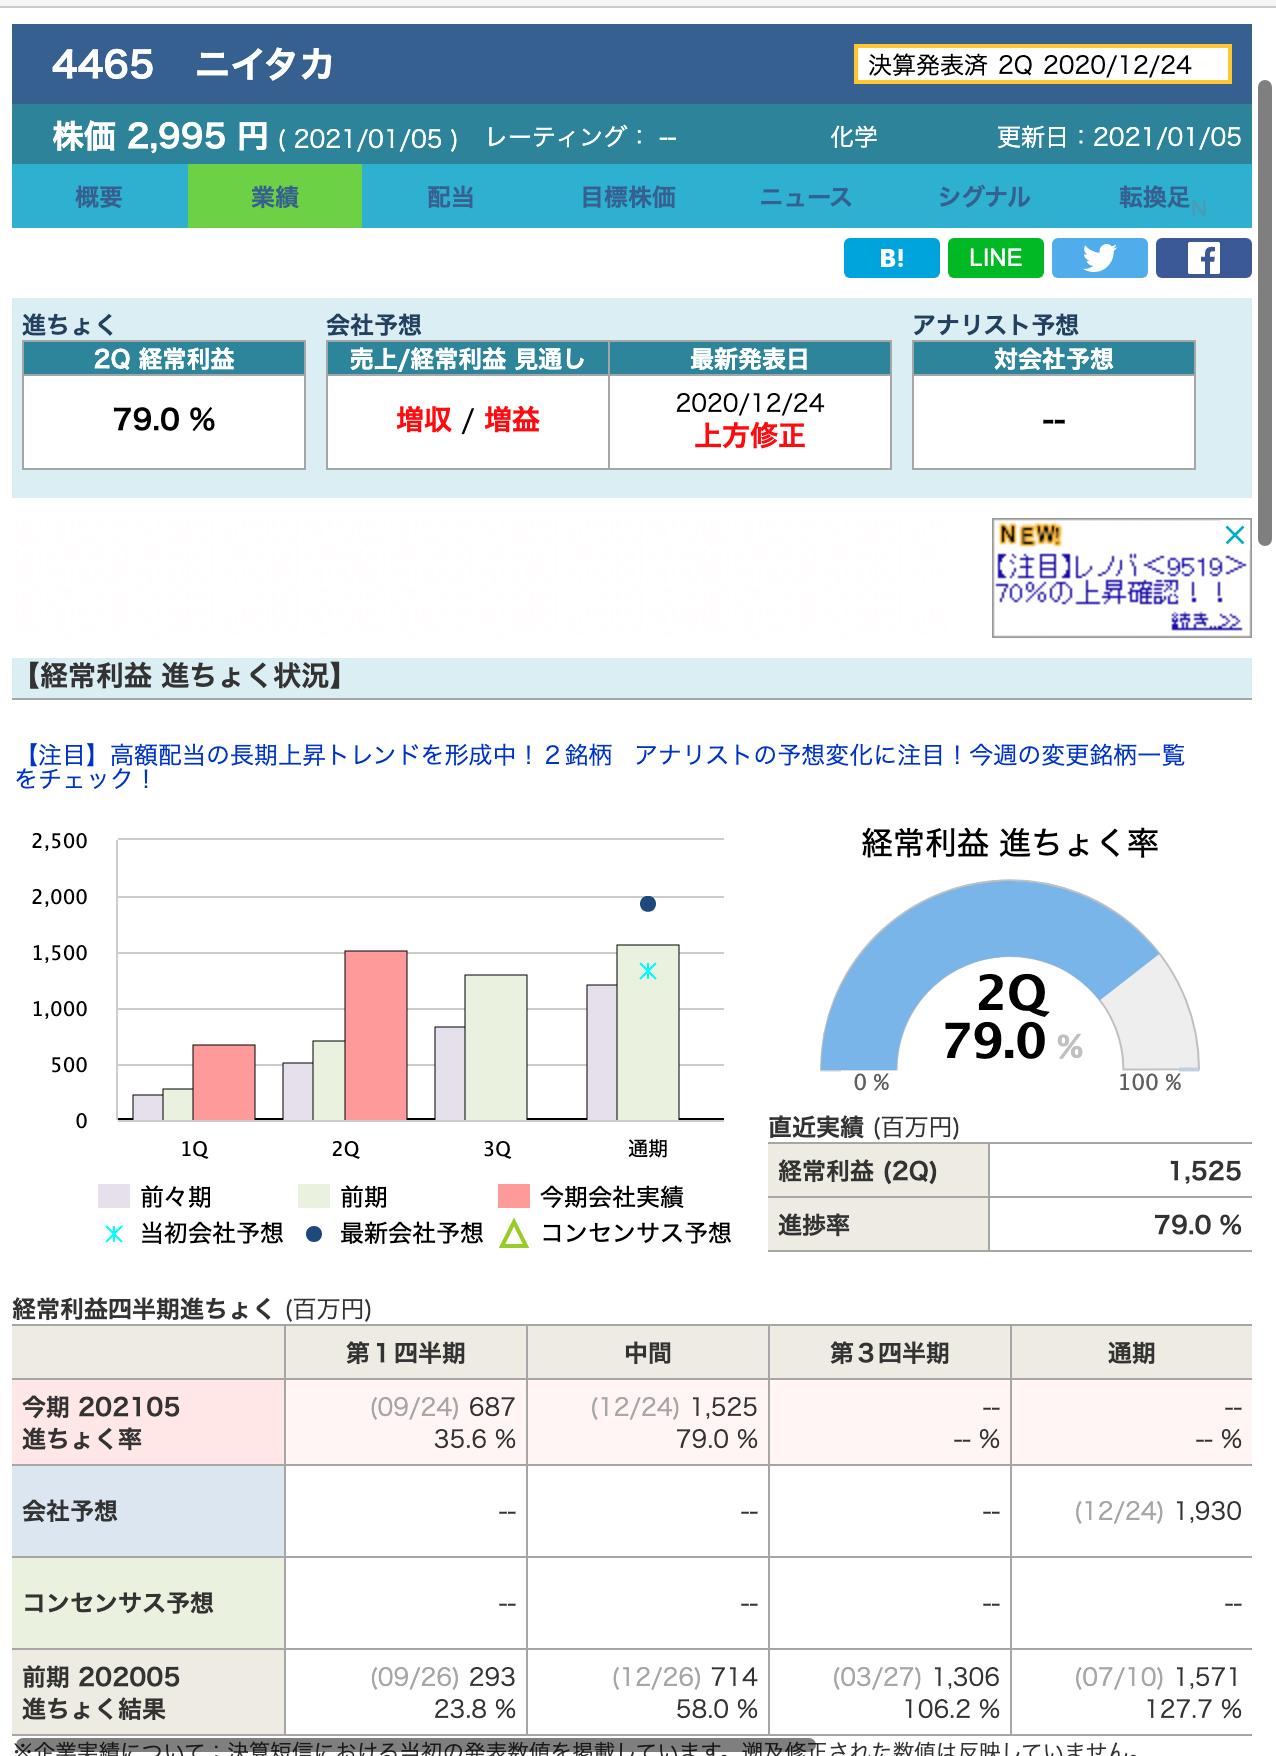 4465 ニイタカ
決算発表済 2Q 2020/12/24
株価 2,995 円 ( 2021/01/05 ) レーティング： -- 化学 更新日：2021/01/05
概要 業績 配当 目標株価 ニュース シグナル 転換足 N
B! LINE
進ちょく 会社予想 アナリスト予想
2Q 経常利益 売上/経常利益 見通し 最新発表日 対会社予想
79.0 % 増収 / 増益 2020/12/24 --
上方修正
NEW!
【注目】レノバ<9519>
70%の上昇確認！！
続き...>>
【経常利益 進ちょく状況】
【注目】高額配当の長期上昇トレンドを形成中！２銘柄 アナリストの予想変化に注目！今週の変更銘柄一覧
をチェック！
2,500
2,000
1,500
1,000
500
0
1Q 2Q 3Q 通期
前々期 前期 今期会社実績
当初会社予想 最新会社予想 コンセンサス予想
経常利益 進ちょく率
2Q
79.0 %
0 % 100 %
直近実績 (百万円)
経常利益 (2Q) 1,525
進捗率 79.0 %
経常利益四半期進ちょく (百万円)
第１四半期 中間 第３四半期 通期
今期 202105 (09/24) 687 (12/24) 1,525 -- --
進ちょく率 35.6 % 79.0 % -- % -- %
会社予想 -- -- -- (12/24) 1,930
コンセンサス予想 -- -- -- --
前期 202005 (09/26) 293 (12/26) 714 (03/27) 1,306 (07/10) 1,571
進ちょく結果 23.8 % 58.0 % 106.2 % 127.7 %
※企業実績について：決算短信における当初の発表数値を掲載しています。遡及修正された数値は反映していません。